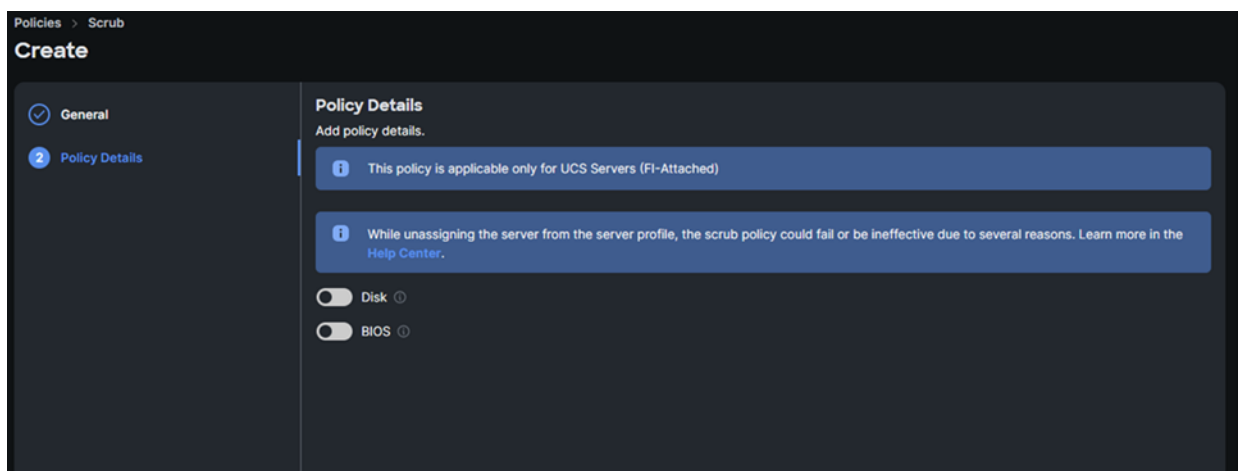 Policies > Scrub
Create
General
2 Policy Details
Policy Details
Add policy details.
This policy is applicable only for UCS Servers (FI-Attached)
While unassigning the server from the server profile, the scrub policy could fail or be ineffective due to several reasons. Learn more in the
Help Center.
Disk
BIOS